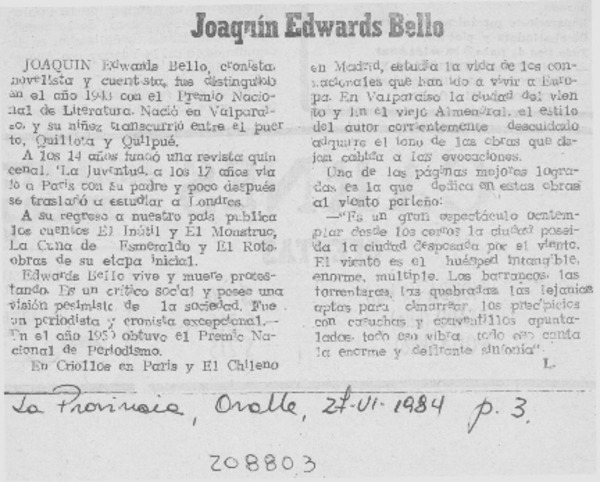 Joaquín Edwards Bello
JOAQUIN Edwards Bello, cronista,
novelista y cuentista, fue distinguido
en el año 1943 con el Premio Nacio-
nal de Literatura. Nació en Valparaí-
so, y su niñez transcurrió entre el puer
to, Quillota y Quilpué.
A los 14 años fundó una revista quin
cenal, "La Juventud, a los 17 años via
jó a París con su padre y poco después
se trasladó a estudiar a Londres.
A su regreso a nuestro país publica
los cuentos El Inútil y El Monstruo,
La Cuna de Esmeraldo y El Roto
obras de su etapa inicial.
Edwards Bello vive y muere protes-
tando. Es un crítico social y posee una
visión pesimista de la sociedad. Fue
un periodista y cronista excepcional.—
En el año obtuvo el Premio Na-
cional de Periodismo.
En Criollos en París y El Chileno
en Madrid, estudia la vida de los con-
nacionales que han ido a vivir a Euro-
pa. En Valparaíso la ciudad del vien
to y En el viejo Almendral, el estilo
del autor corrientemente descuidado
adquiere el tono de las obras que de-
jan cabida a las evocaciones.
Una de las páginas mejores logra-
das es la que dedica en estas obras
al viento porteño:
—"Es un gran espectáculo contem-
plar desde los cerros la ciudad poseí-
da la ciudad desposada por el viento.
El viento es el huésped intangible,
enorme, múltiple. Los barrancos, las
torrenteras, las quebradas, las lejanías
aptas para cimarrear, los precipicios
con casuchas y conventillos apunta-
lados, todo eso vibra, todo eso canta
la enorme y delirante sinfonía".
L.
La Provincia, Ovalle, 27-VI-1984 p. 3.
208803